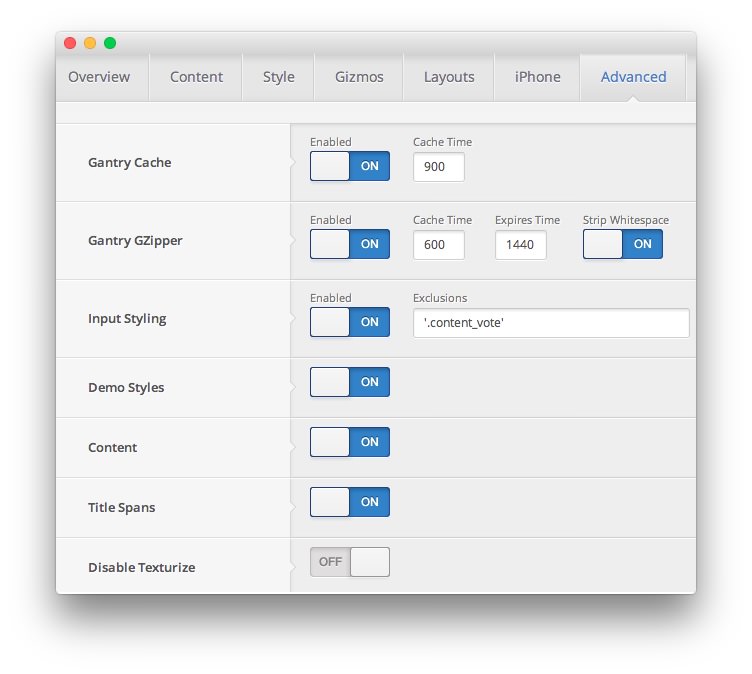 Overview Content Style Gizmos Layouts iPhone Advanced
Enabled Cache Time
Gantry Cache ON 900
Enabled Cache Time Expires Time Strip Whitespace
Gantry GZipper ON 600 1440 ON
Enabled Exclusions
Input Styling ON '.content_vote'
Demo Styles ON
Content ON
Title Spans ON
Disable Texturize OFF